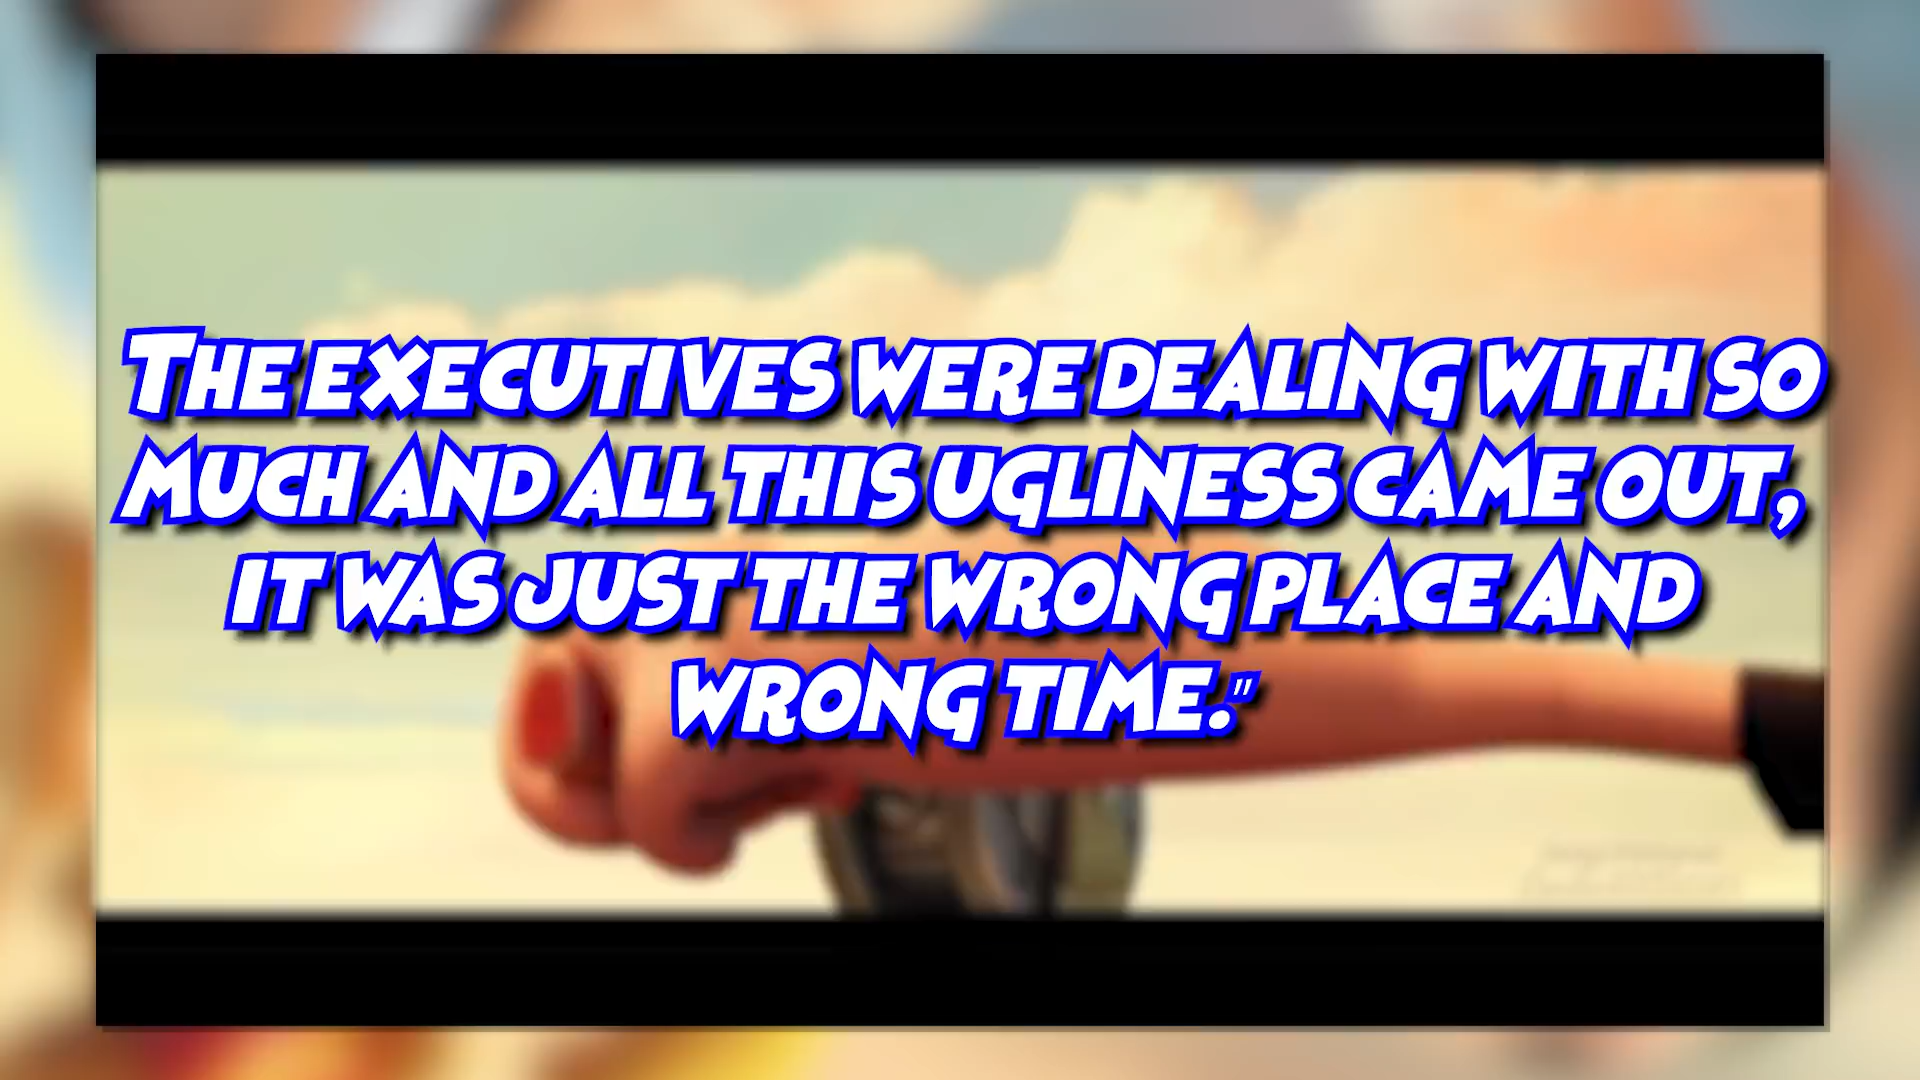 The executives were dealing with so
much and all this ugliness came out,
it was just the wrong place and
wrong time."